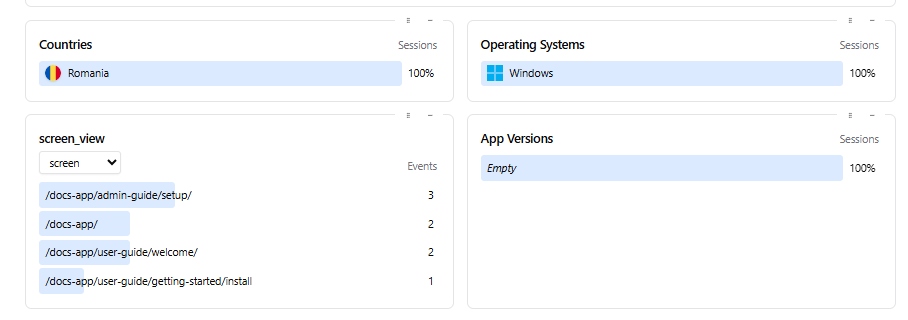 Countries
Sessions
Romania
100%
Operating Systems
Sessions
Windows
100%
screen_view
screen
Events
/docs-app/admin-guide/setup/
3
/docs-app/
2
/docs-app/user-guide/welcome/
2
/docs-app/user-guide/getting-started/install
1
App Versions
Sessions
Empty
100%